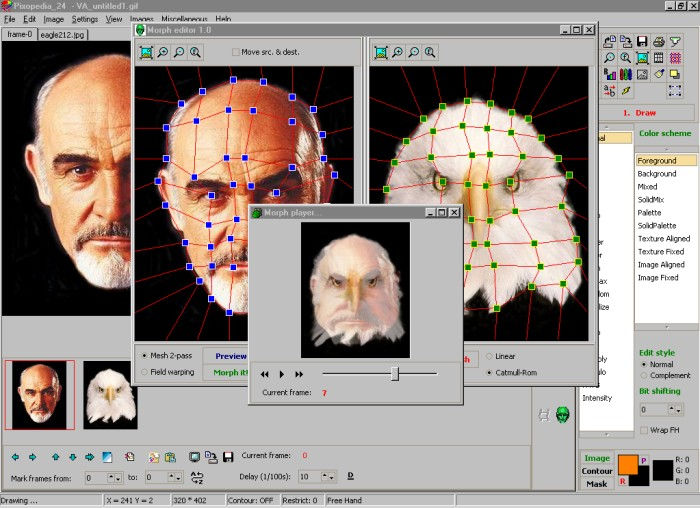 Pixopedia_24 - VA_untitled1.gif
File Edit Image Settings View Images Miscellaneous Help
frame-0 eagle212.jpg
Morph editor 1.0
Move src. & dest.
1. Draw
Color scheme
Foreground
Background
Mixed
SolidMix
Palette
SolidPalette
Texture Aligned
Texture Fixed
Image Aligned
Image Fixed
Morph player...
Current frame: 7
Mesh 2-pass
Field warping
Preview
Morph it!
Linear
Catmull-Rom
Edit style
Normal
Complement
Bit shifting
0
Wrap FH
Intensity
Current frame: 0
Mark frames from: 0 to: 0 Delay (1/100s): 10 D
Image
Contour
Mask
P
R
R: 0
G: 0
B: 0
Drawing ... X = 241 Y = 2 320 * 402 Contour: OFF Restrict: 0 Free Hand